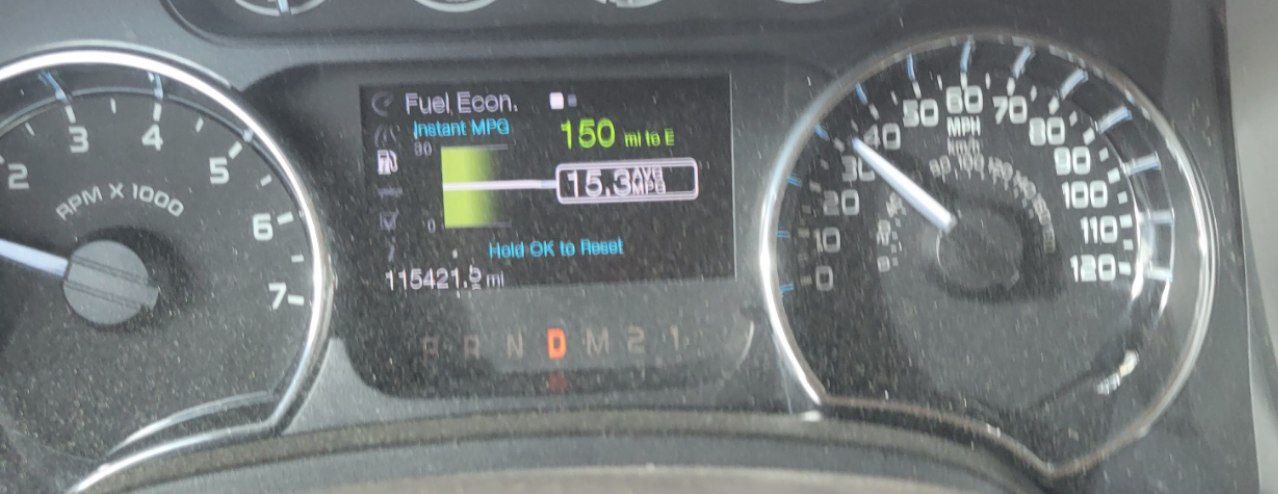 2
3
4
5
6
7
RPM X 1000
Fuel Econ.
Instant MPG
0
150 mi to E
15.3 AVG MPG
Hold OK to Reset
mi
N D M 2 1
0
10
20
30
40
50
60
70
80
90
100
110
120
MPH
km/h